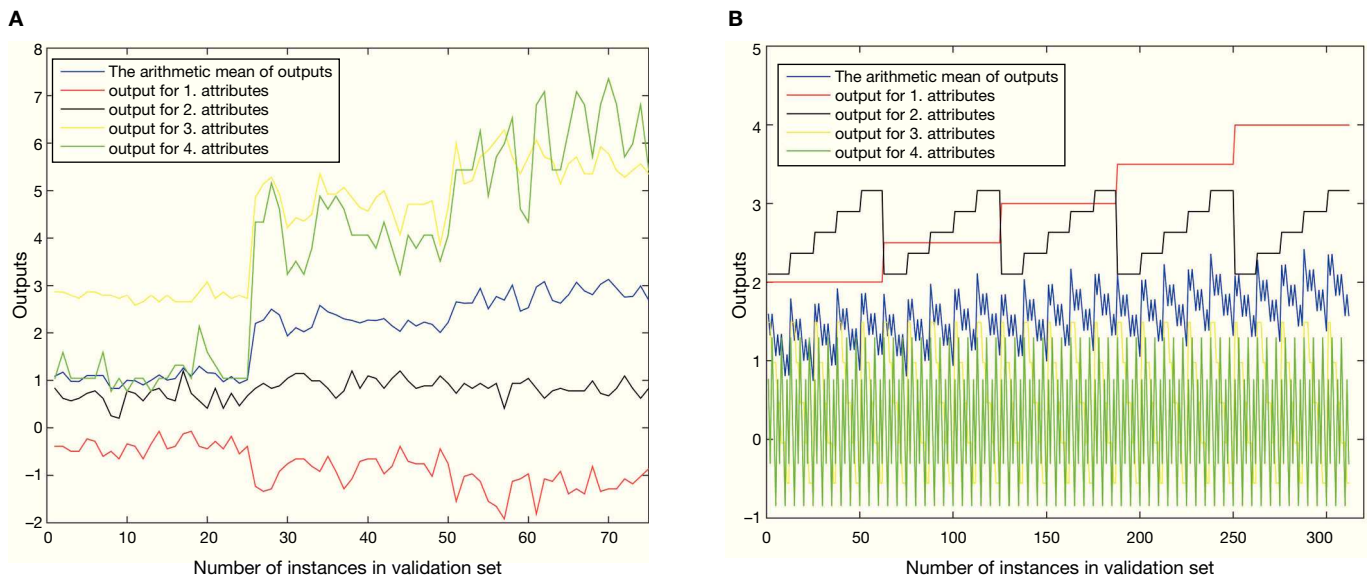 A
8
7
6
5
4
3
2
1
0
−1
−2
Outputs
The arithmetic mean of outputs
output for 1. attributes
output for 2. attributes
output for 3. attributes
output for 4. attributes
0 10 20 30 40 50 60 70
Number of instances in validation set
B
5
4
3
2
1
0
−1
Outputs
The arithmetic mean of outputs
output for 1. attributes
output for 2. attributes
output for 3. attributes
output for 4. attributes
0 50 100 150 200 250 300
Number of instances in validation set